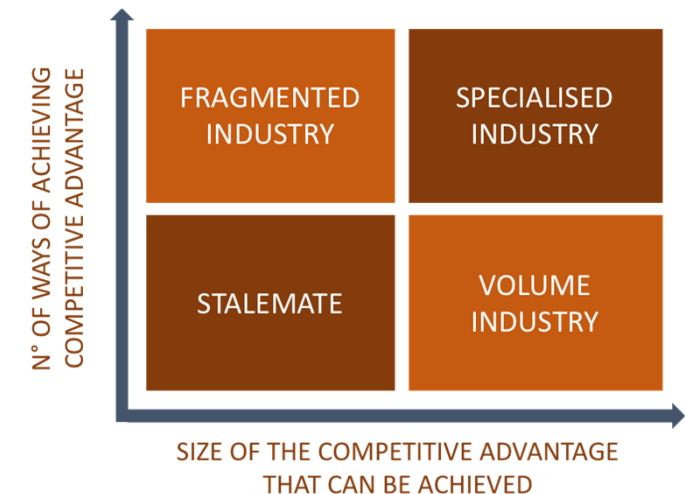 N° OF WAYS OF ACHIEVING
COMPETITIVE ADVANTAGE
FRAGMENTED
INDUSTRY
SPECIALISED
INDUSTRY
STALEMATE
VOLUME
INDUSTRY
SIZE OF THE COMPETITIVE ADVANTAGE
THAT CAN BE ACHIEVED